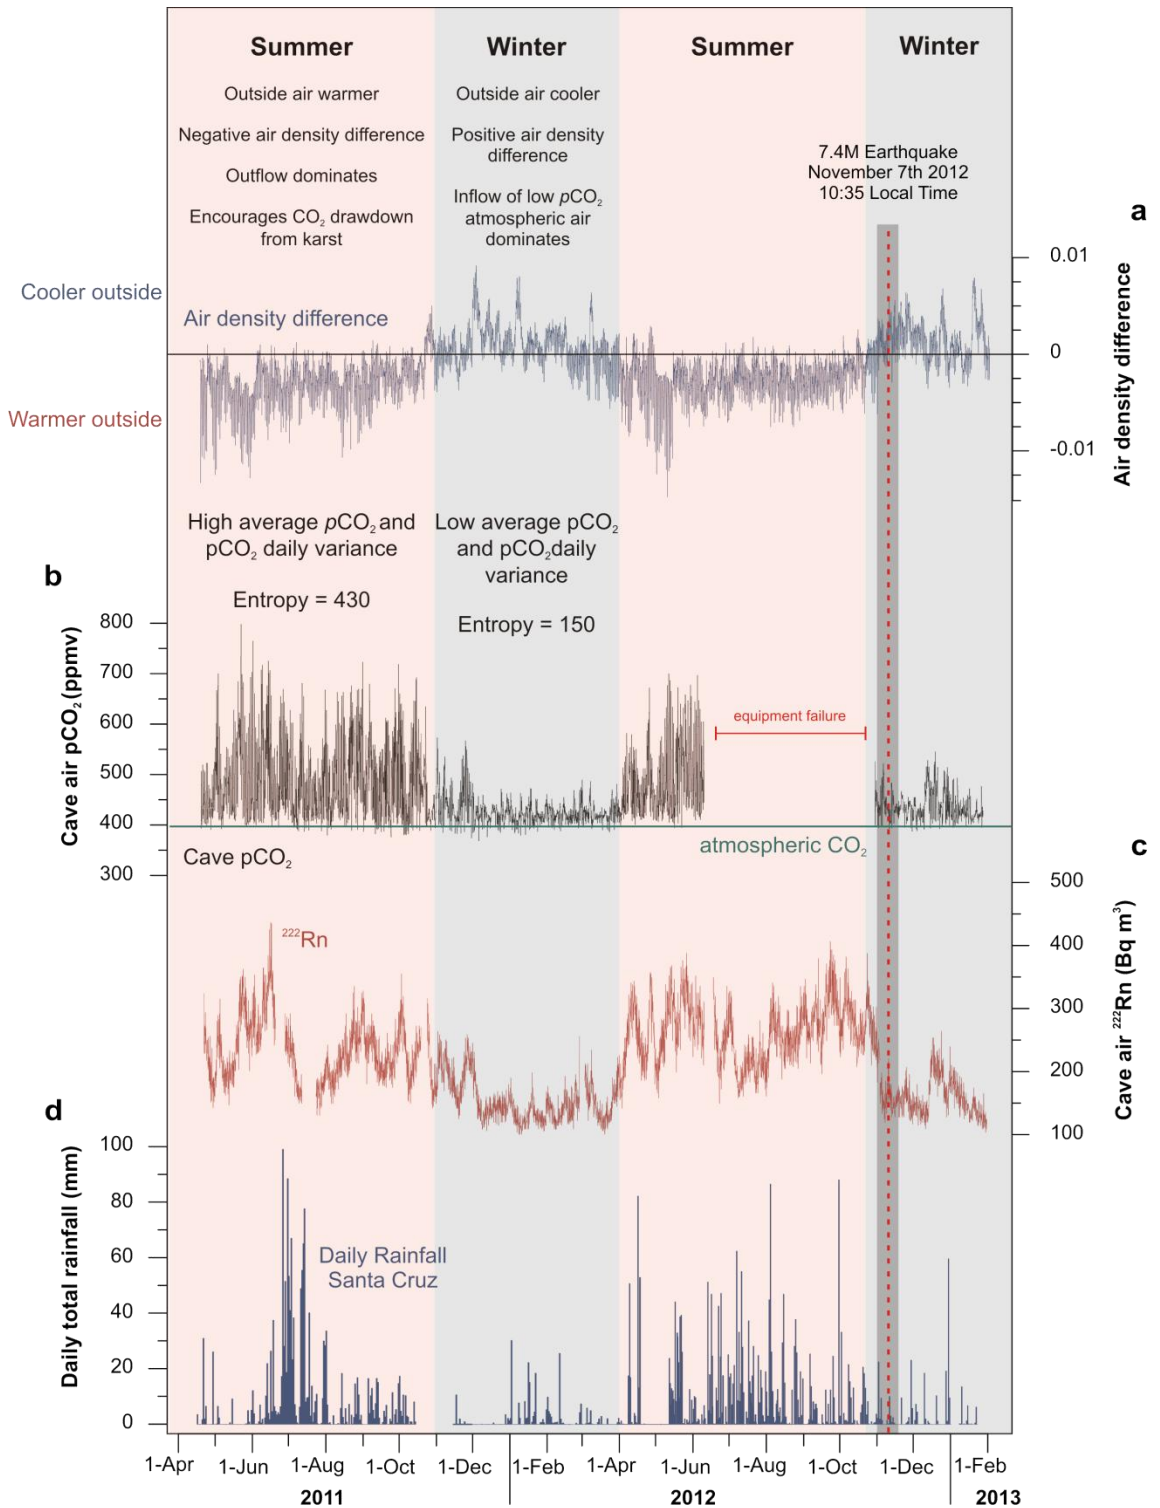 Summer
Winter
Summer
Winter
Outside air warmer
Negative air density difference
Outflow dominates
Encourages CO₂ drawdown
from karst
Outside air cooler
Positive air density
difference
Inflow of low pCO₂
atmospheric air
dominates
7.4M Earthquake
November 7th 2012
10:35 Local Time
a
0.01
0
-0.01
Air density difference
Cooler outside
Air density difference
Warmer outside
High average pCO₂ and
pCO₂ daily variance
Entropy = 430
Low average pCO₂
and pCO₂daily
variance
Entropy = 150
b
800
700
600
500
400
300
Cave air pCO₂ (ppmv)
equipment failure
atmospheric CO₂
Cave pCO₂
c
500
400
300
200
100
Cave air ²²²Rn (Bq m³)
²²²Rn
d
100
80
60
40
20
0
Daily total rainfall (mm)
Daily Rainfall
Santa Cruz
1-Apr
1-Jun
1-Aug
1-Oct
1-Dec
1-Feb
1-Apr
1-Jun
1-Aug
1-Oct
1-Dec
1-Feb
2011
2012
2013